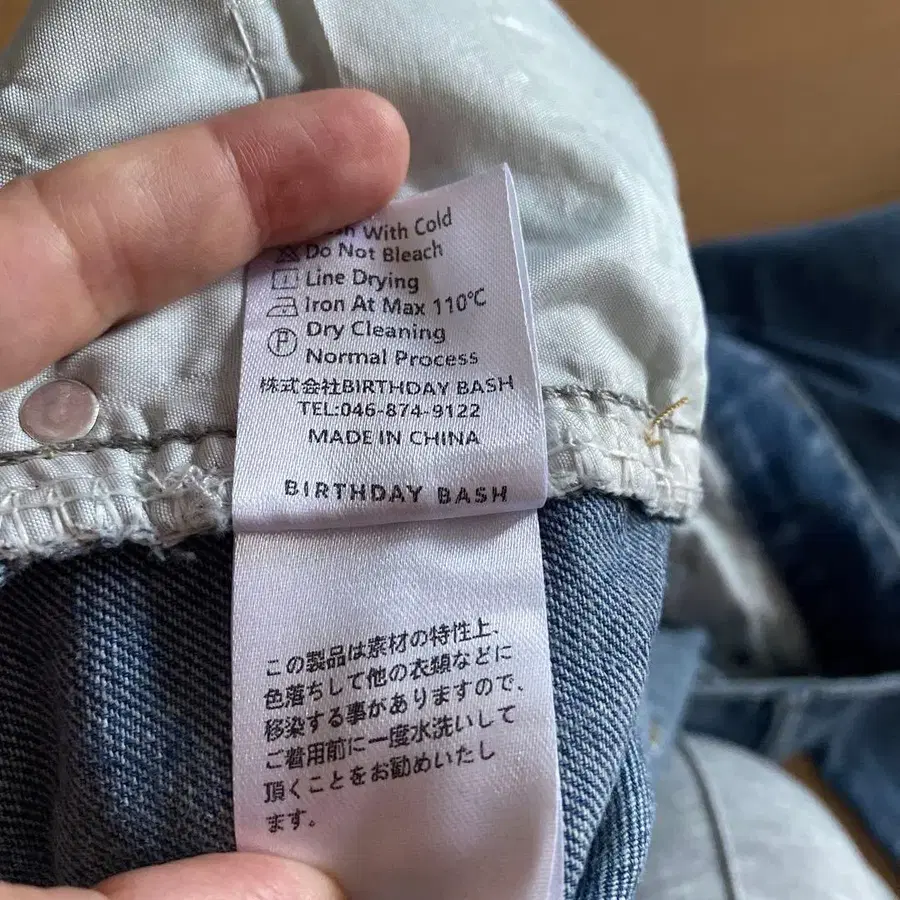 With Cold
Do Not Bleach
Line Drying
Iron At Max 110℃
P Dry Cleaning
Normal Process
株式会社BIRTHDAY BASH
TEL:046-874-9122
MADE IN CHINA
BIRTHDAY BASH
この製品は素材の特性上、
色落ちして他の衣類などに
移染する事がありますので、
ご着用前に一度水洗いして
頂くことをお勧めいたし
ます。